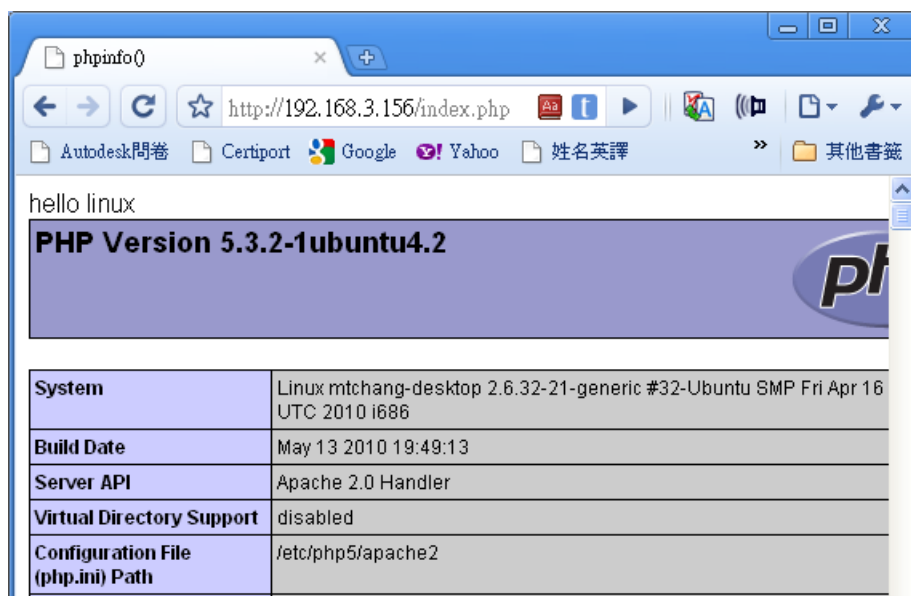 phpinfo()
http://192.168.3.156/index.php
Autodesk問卷 Certiport Google Yahoo 姓名英譯 » 其他書籤
hello linux
PHP Version 5.3.2-1ubuntu4.2
System Linux mtchang-desktop 2.6.32-21-generic #32-Ubuntu SMP Fri Apr 16
UTC 2010 i686
Build Date May 13 2010 19:49:13
Server API Apache 2.0 Handler
Virtual Directory Support disabled
Configuration File /etc/php5/apache2
(php.ini) Path